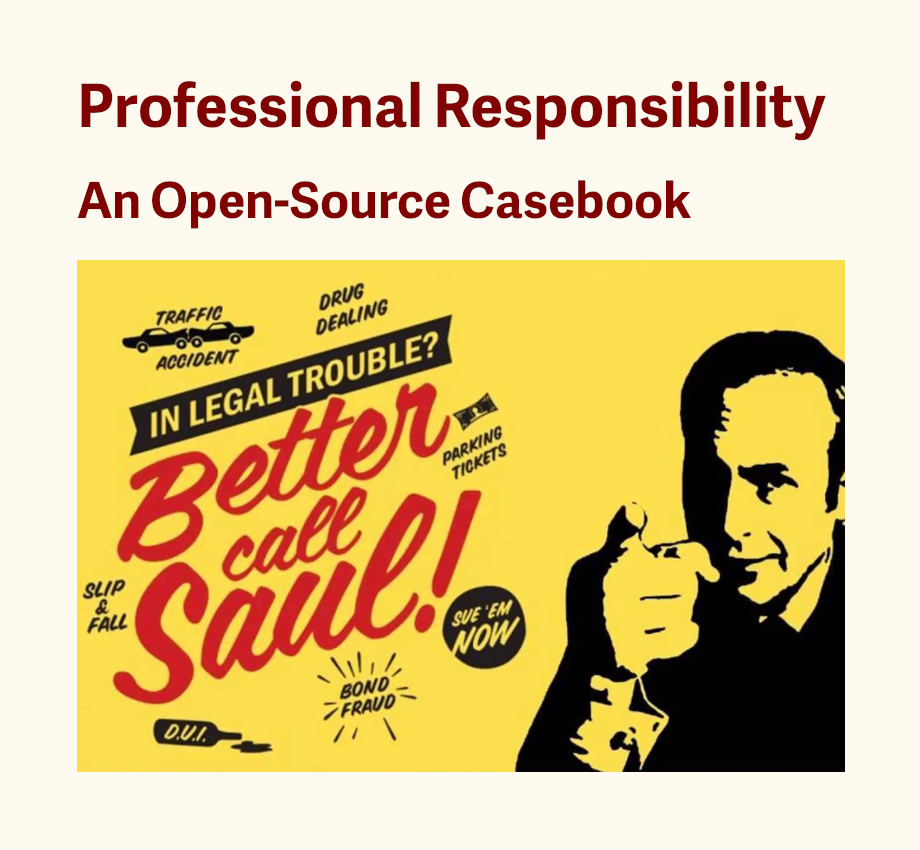 Professional Responsibility
An Open-Source Casebook
TRAFFIC
ACCIDENT
DRUG
DEALING
IN LEGAL TROUBLE?
Better
call
Saul!
PARKING
TICKETS
SLIP
&
FALL
SUE 'EM
NOW
BOND
FRAUD
D.U.I.